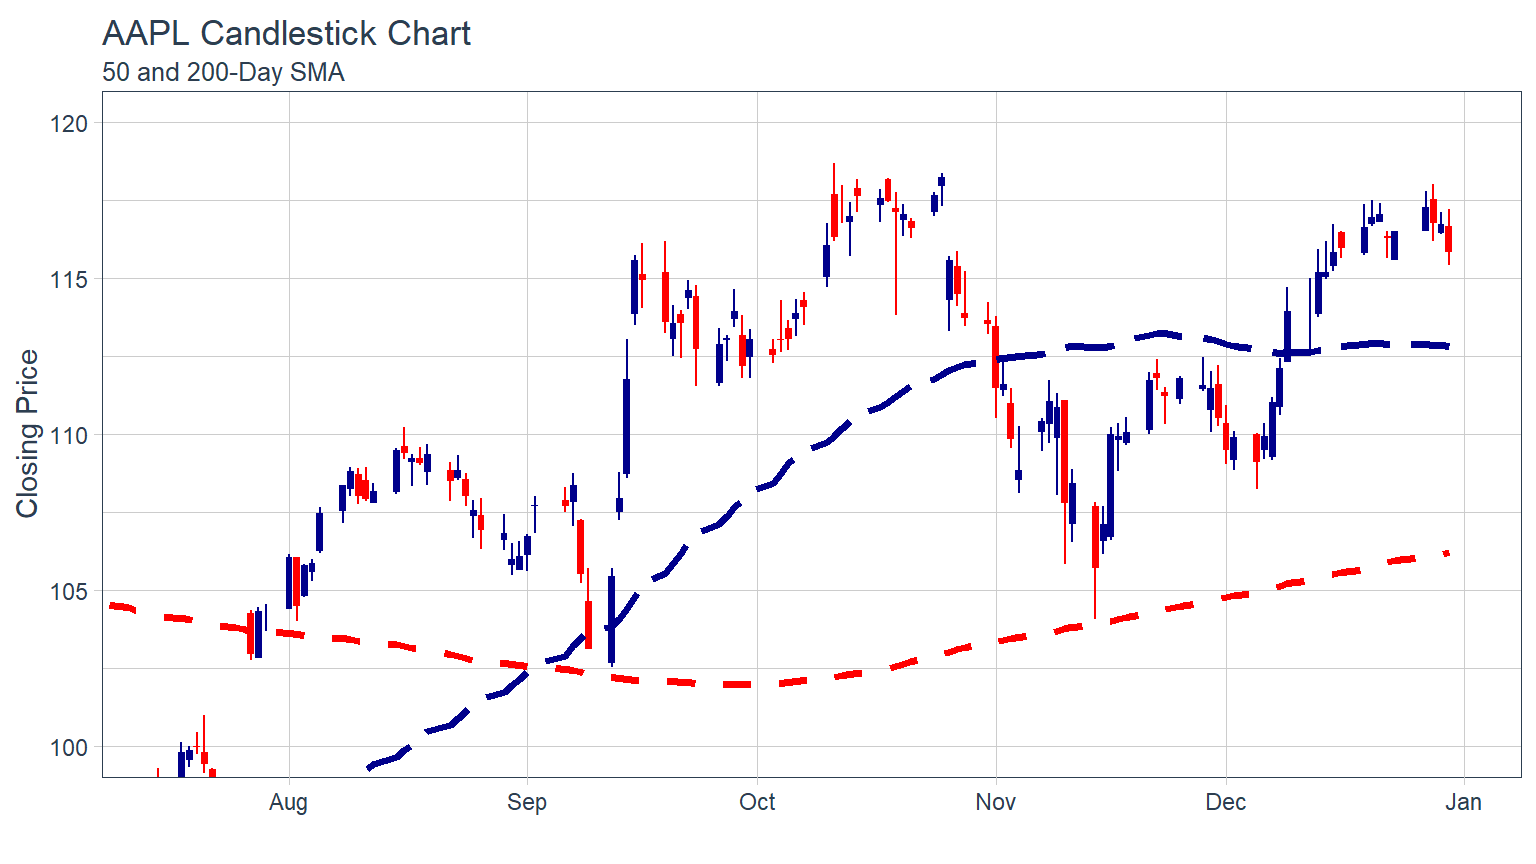 AAPL Candlestick Chart
50 and 200-Day SMA
120
115
110
105
100
Closing Price
Aug Sep Oct Nov Dec Jan